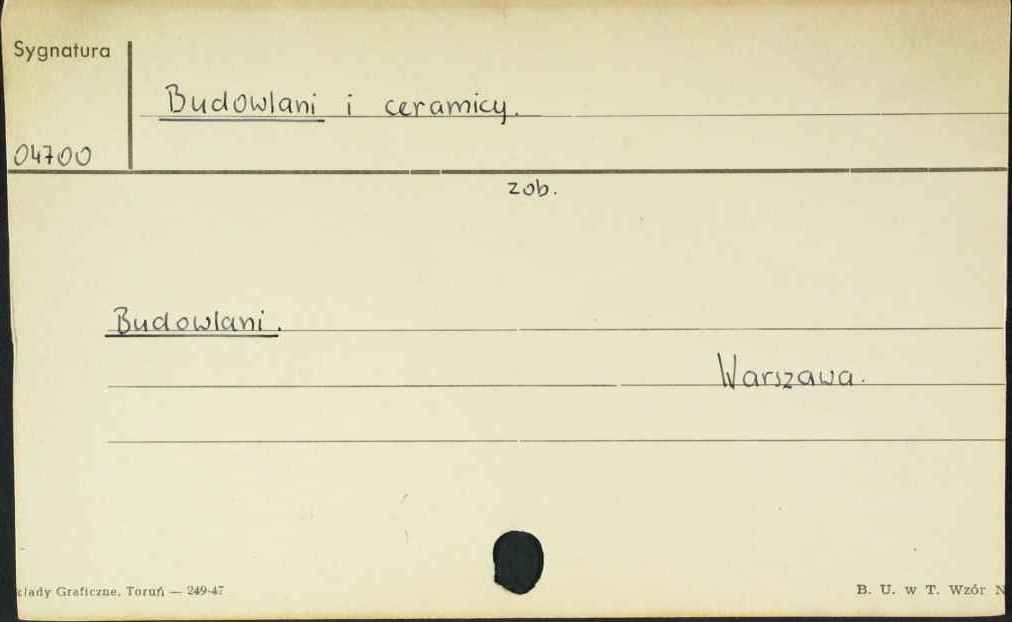 Sygnatura
Budowlani i ceramicy.
04700
zob.
Budowlani.
Warszawa.
kłady Graficzne, Toruń — 249-47
B. U. w T. Wzór N